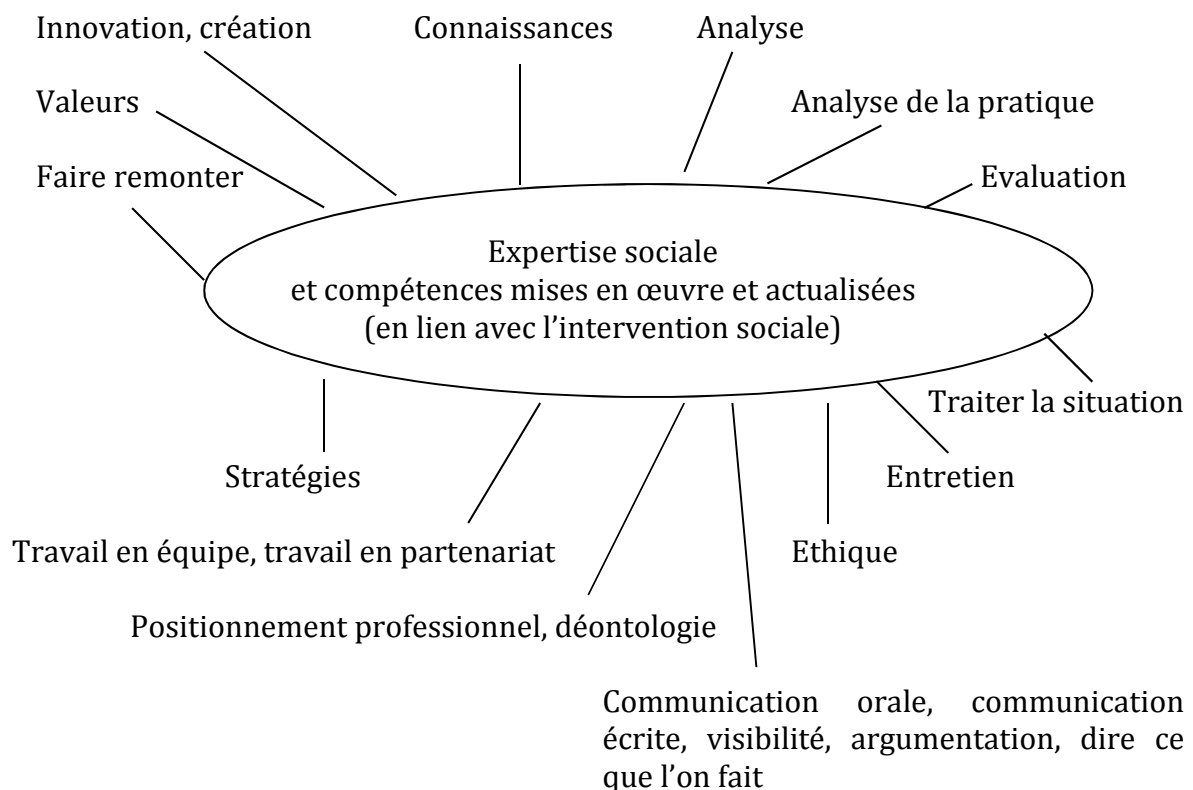 Innovation, création
Connaissances
Analyse
Valeurs
Analyse de la pratique
Faire remonter
Evaluation
Expertise sociale
et compétences mises en œuvre et actualisées
(en lien avec l’intervention sociale)
Traiter la situation
Stratégies
Entretien
Travail en équipe, travail en partenariat
Ethique
Positionnement professionnel, déontologie
Communication orale, communication
écrite, visibilité, argumentation, dire ce
que l’on fait